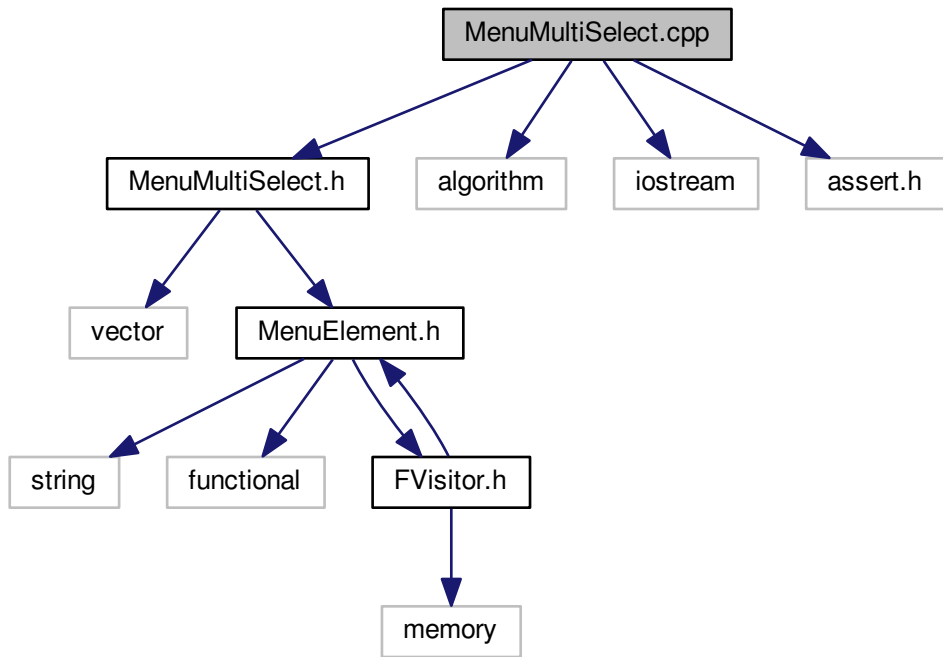 MenuMultiSelect.cpp
MenuMultiSelect.h
algorithm
iostream
assert.h
vector
MenuElement.h
string
functional
FVisitor.h
memory